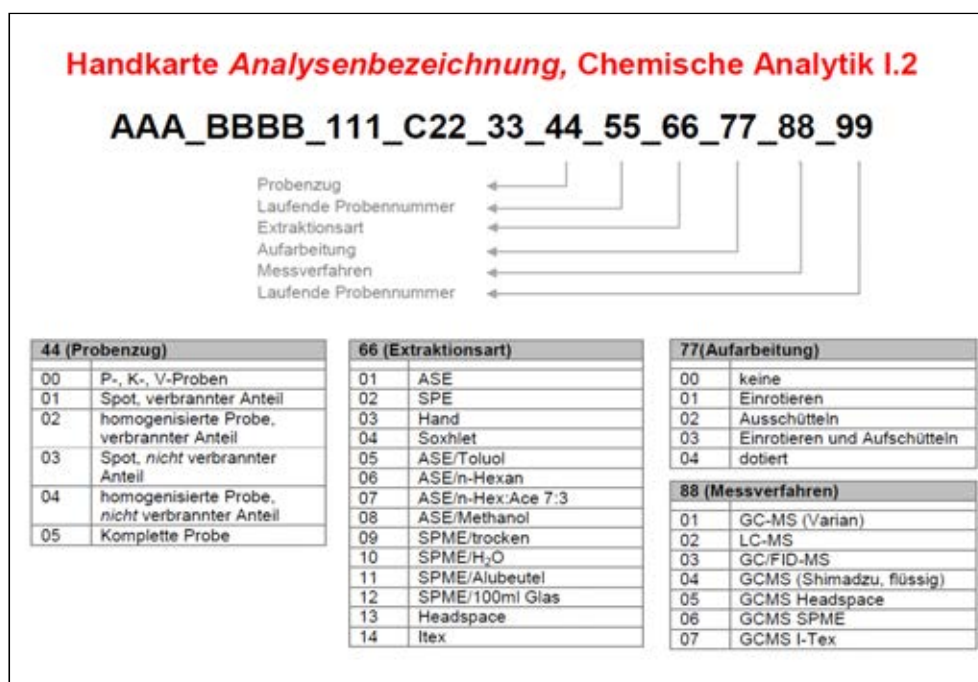 Handkarte Analysenbezeichnung, Chemische Analytik I.2
AAA_BBBB_111_C22_33_44_55_66_77_88_99
Probenzug
Laufende Probennummer
Extraktionsart
Aufarbeitung
Messverfahren
Laufende Probennummer
44 (Probenzug)
00 P-, K-, V-Proben
01 Spot, verbrannter Anteil
02 homogenisierte Probe,
verbrannter Anteil
03 Spot, nicht verbrannter
Anteil
04 homogenisierte Probe,
nicht verbrannter Anteil
05 Komplette Probe
66 (Extraktionsart)
01 ASE
02 SPE
03 Hand
04 Soxhlet
05 ASE/Toluol
06 ASE/n-Hexan
07 ASE/n-Hex:Ace 7:3
08 ASE/Methanol
09 SPME/trocken
10 SPME/H₂O
11 SPME/Alubeutel
12 SPME/100ml Glas
13 Headspace
14 Itex
77(Aufarbeitung)
00 keine
01 Einrotieren
02 Ausschütteln
03 Einrotieren und Aufschütteln
04 dotiert
88 (Messverfahren)
01 GC-MS (Varian)
02 LC-MS
03 GC/FID-MS
04 GCMS (Shimadzu, flüssig)
05 GCMS Headspace
06 GCMS SPME
07 GCMS I-Tex